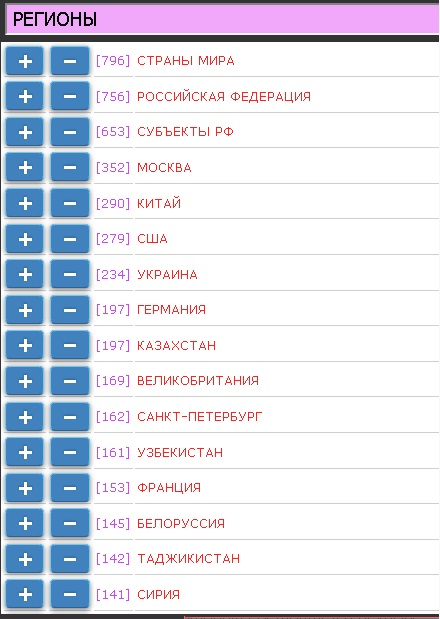 РЕГИОНЫ
+ − [796] СТРАНЫ МИРА
+ − [756] РОССИЙСКАЯ ФЕДЕРАЦИЯ
+ − [653] СУБЪЕКТЫ РФ
+ − [352] МОСКВА
+ − [290] КИТАЙ
+ − [279] США
+ − [234] УКРАИНА
+ − [197] ГЕРМАНИЯ
+ − [197] КАЗАХСТАН
+ − [169] ВЕЛИКОБРИТАНИЯ
+ − [162] САНКТ-ПЕТЕРБУРГ
+ − [161] УЗБЕКИСТАН
+ − [153] ФРАНЦИЯ
+ − [145] БЕЛОРУССИЯ
+ − [142] ТАДЖИКИСТАН
+ − [141] СИРИЯ